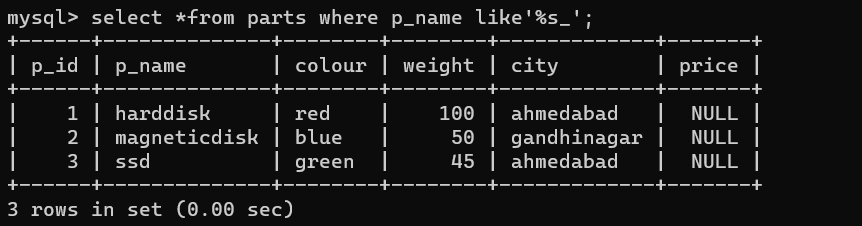 mysql> select *from parts where p_name like'%s_';
+------+--------------+--------+--------+-------------+-------+
| p_id | p_name       | colour | weight | city        | price |
+------+--------------+--------+--------+-------------+-------+
|    1 | harddisk     | red    |    100 | ahmedabad   |  NULL |
|    2 | magneticdisk | blue   |     50 | gandhinagar |  NULL |
|    3 | ssd          | green  |     45 | ahmedabad   |  NULL |
+------+--------------+--------+--------+-------------+-------+
3 rows in set (0.00 sec)